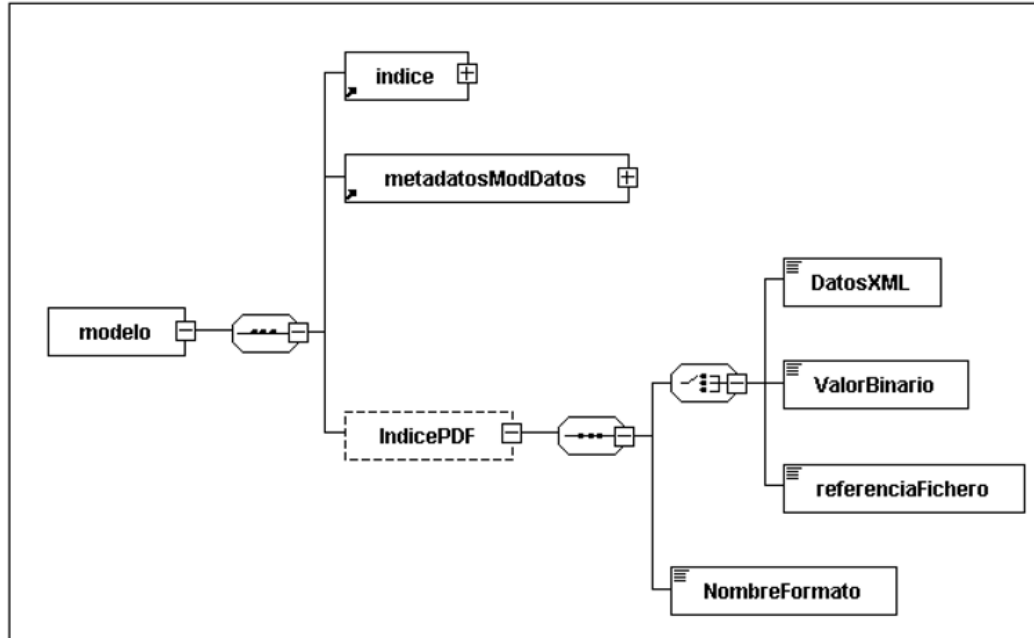 indice
metadatosModDatos
DatosXML
modelo
ValorBinario
IndicePDF
referenciaFichero
NombreFormato